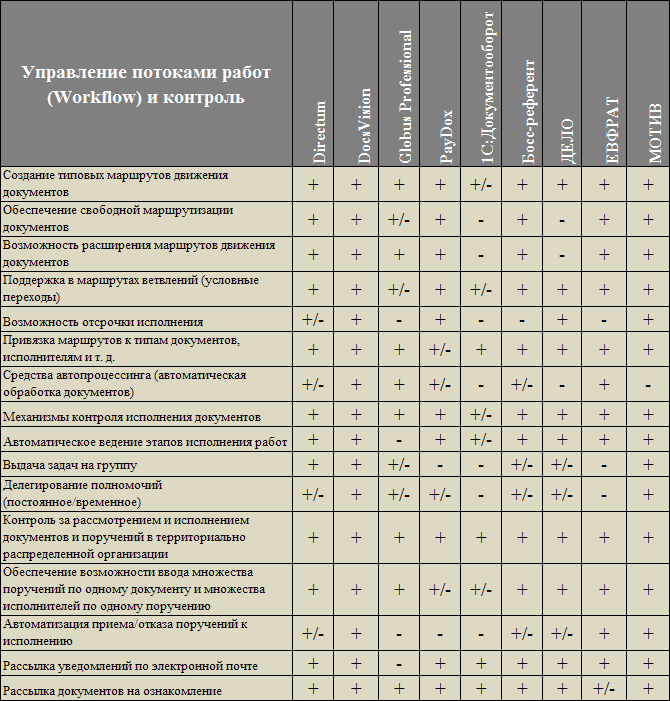 Управление потоками работ
(Workflow) и контроль
Directum
DocsVision
Globus Professional
PayDox
1С:Документооборот
Босс-референт
ДЕЛО
ЕВФРАТ
МОТИВ
Создание типовых маршрутов движения
документов
+ + + + +/- + + + +
Обеспечение свободной маршрутизации
документов
+ + +/- + - + - + +
Возможность расширения маршрутов движения
документов
+ + + + - + - + +
Поддержка в маршрутах ветвлений (условные
переходы)
+ + +/- + +/- + + + +
Возможность отсрочки исполнения
+/- + - + - - + - +
Привязка маршрутов к типам документов,
исполнителям и т. д.
+ + + +/- + + + + +
Средства автопроцессинга (автоматическая
обработка документов)
+/- + + +/- - +/- - + -
Механизмы контроля исполнения документов
+ + + + +/- + + + +
Автоматическое ведение этапов исполнения работ
+ + - + +/- + + + +
Выдача задач на группу
+ + +/- - - +/- +/- - +
Делегирование полномочий
(постоянное/временное)
+/- + +/- +/- - +/- +/- - +
Контроль за рассмотрением и исполнением
документов и поручений в территориально
распределенной организации
+ + + + + + + + +
Обеспечение возможности ввода множества
поручений по одному документу и множества
исполнителей по одному поручению
+ + + +/- +/- + + + +
Автоматизация приема/отказа поручений к
исполнению
+/- + - - - +/- +/- + +
Рассылка уведомлений по электронной почте
+ + - + + + + + +
Рассылка документов на ознакомление
+ + + + + + + +/- +